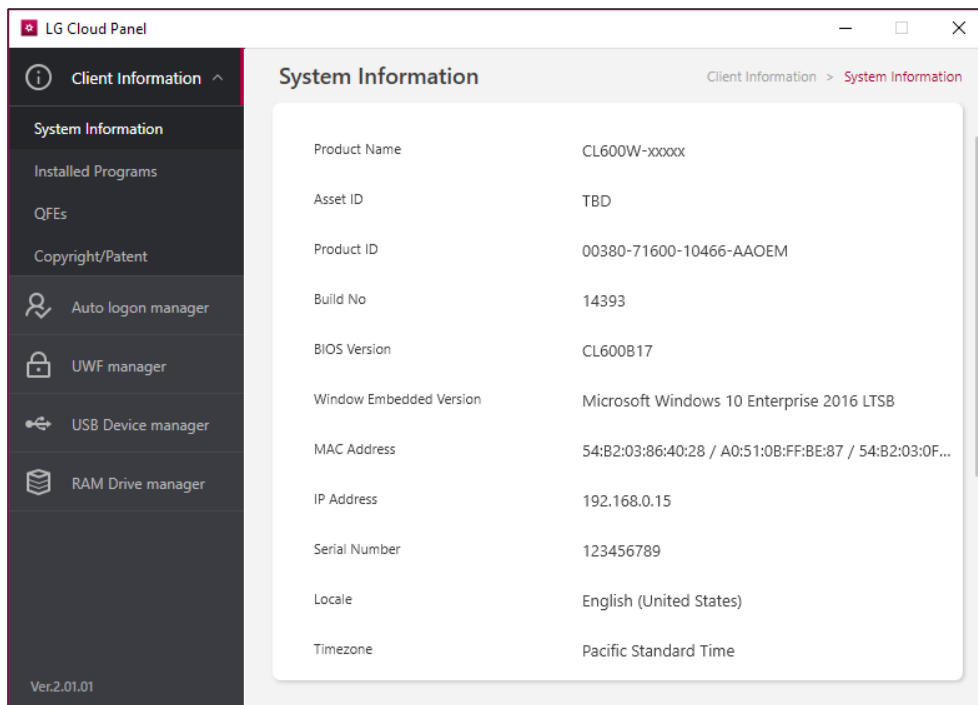 LG Cloud Panel
Client Information
System Information
Installed Programs
QFEs
Copyright/Patent
Auto logon manager
UWF manager
USB Device manager
RAM Drive manager
Ver.2.01.01
System Information
Client Information > System Information
Product Name CL600W-xxxxx
Asset ID TBD
Product ID 00380-71600-10466-AAOEM
Build No 14393
BIOS Version CL600B17
Window Embedded Version Microsoft Windows 10 Enterprise 2016 LTSB
MAC Address 54:B2:03:86:40:28 / A0:51:0B:FF:BE:87 / 54:B2:03:0F...
IP Address 192.168.0.15
Serial Number 123456789
Locale English (United States)
Timezone Pacific Standard Time